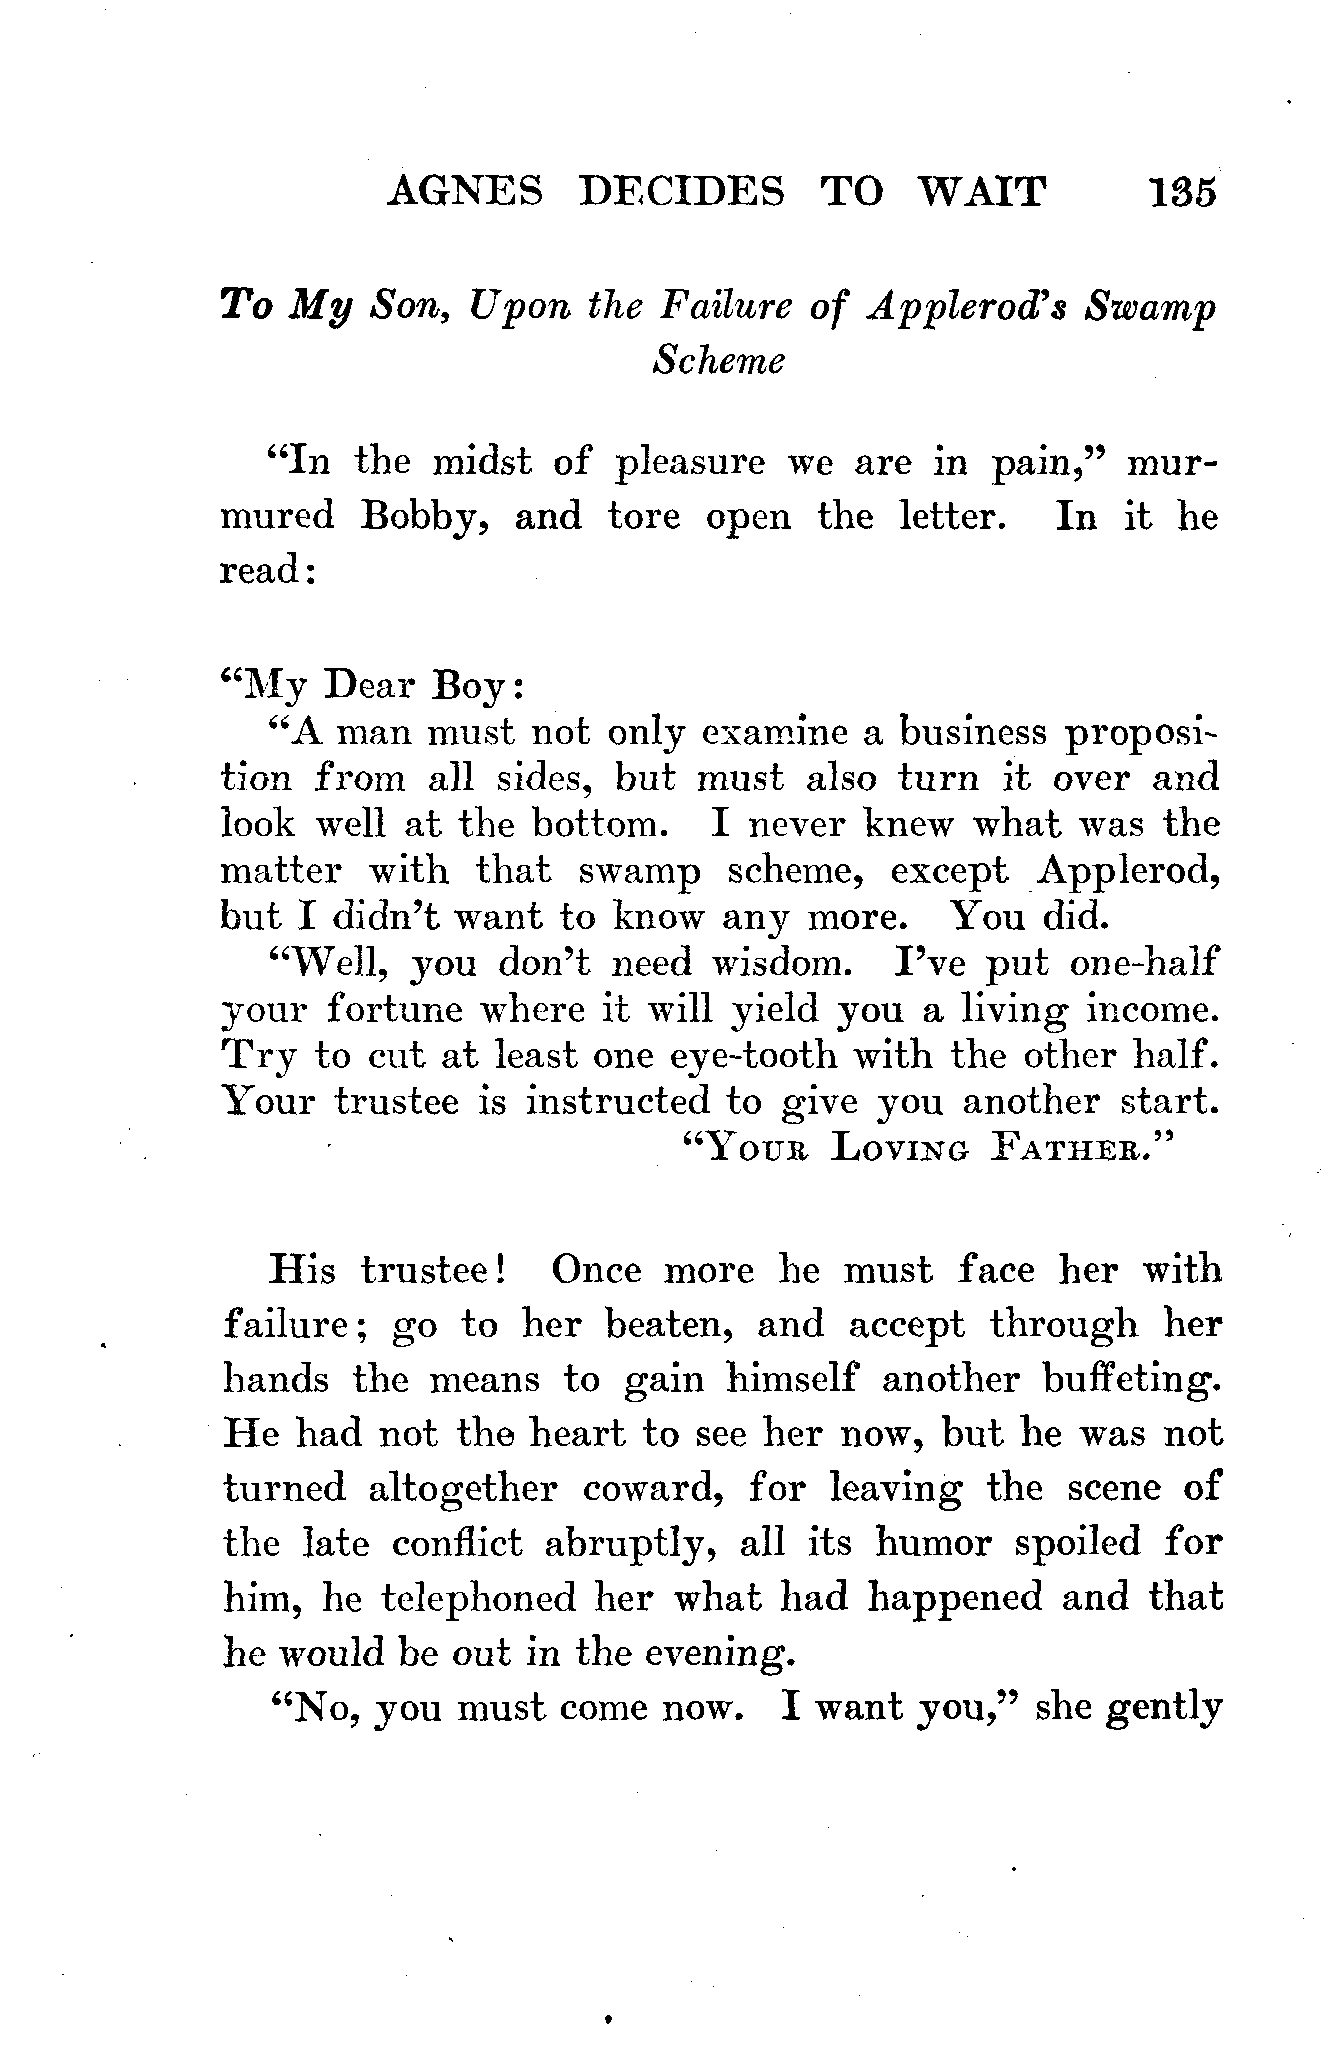 AGNES DECIDES TO WAIT 135
To My Son, Upon the Failure of Applerod's Swamp
Scheme
"In the midst of pleasure we are in pain," mur-
mured Bobby, and tore open the letter. In it he
read:
"My Dear Boy:
"A man must not only examine a business proposi-
tion from all sides, but must also turn it over and
look well at the bottom. I never knew what was the
matter with that swamp scheme, except Applerod,
but I didn't want to know any more. You did.
"Well, you don't need wisdom. I've put one-half
your fortune where it will yield you a living income.
Try to cut at least one eye-tooth with the other half.
Your trustee is instructed to give you another start.
"YOUR LOVING FATHER."
His trustee! Once more he must face her with
failure; go to her beaten, and accept through her
hands the means to gain himself another buffeting.
He had not the heart to see her now, but he was not
turned altogether coward, for leaving the scene of
the late conflict abruptly, all its humor spoiled for
him, he telephoned her what had happened and that
he would be out in the evening.
"No, you must come now. I want you," she gently